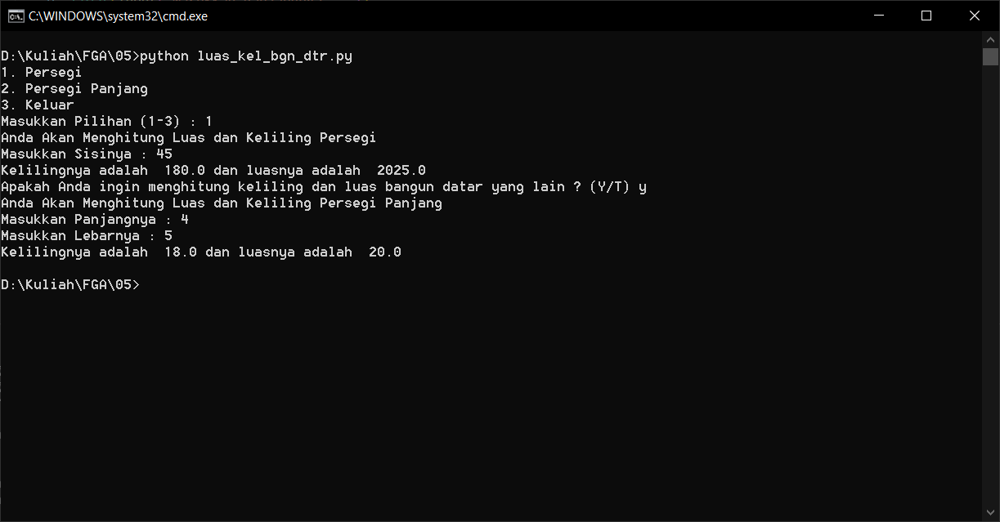 C:\WINDOWS\system32\cmd.exe
D:\Kuliah\FGA\05>python luas_kel_bgn_dtr.py
1. Persegi
2. Persegi Panjang
3. Keluar
Masukkan Pilihan (1-3) : 1
Anda Akan Menghitung Luas dan Keliling Persegi
Masukkan Sisinya : 45
Kelilingnya adalah  180.0 dan luasnya adalah  2025.0
Apakah Anda ingin menghitung keliling dan luas bangun datar yang lain ? (Y/T) y
Anda Akan Menghitung Luas dan Keliling Persegi Panjang
Masukkan Panjangnya : 4
Masukkan Lebarnya : 5
Kelilingnya adalah  18.0 dan luasnya adalah  20.0
D:\Kuliah\FGA\05>